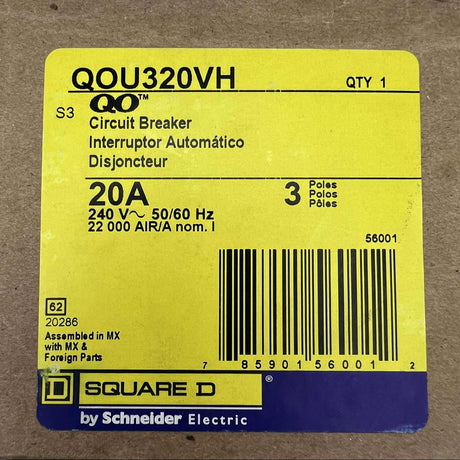 QOU320VH QTY 1
S3 QO™
Circuit Breaker
Interruptor Automático
Disjoncteur
20A 3 Poles
Polos
Pôles
240 V~ 50/60 Hz
22 000 AIR/A nom. I
56001
62
20286
Assembled in MX
with MX &
Foreign Parts
7 85901 56001 2
D SQUARE D ®
by Schneider Electric